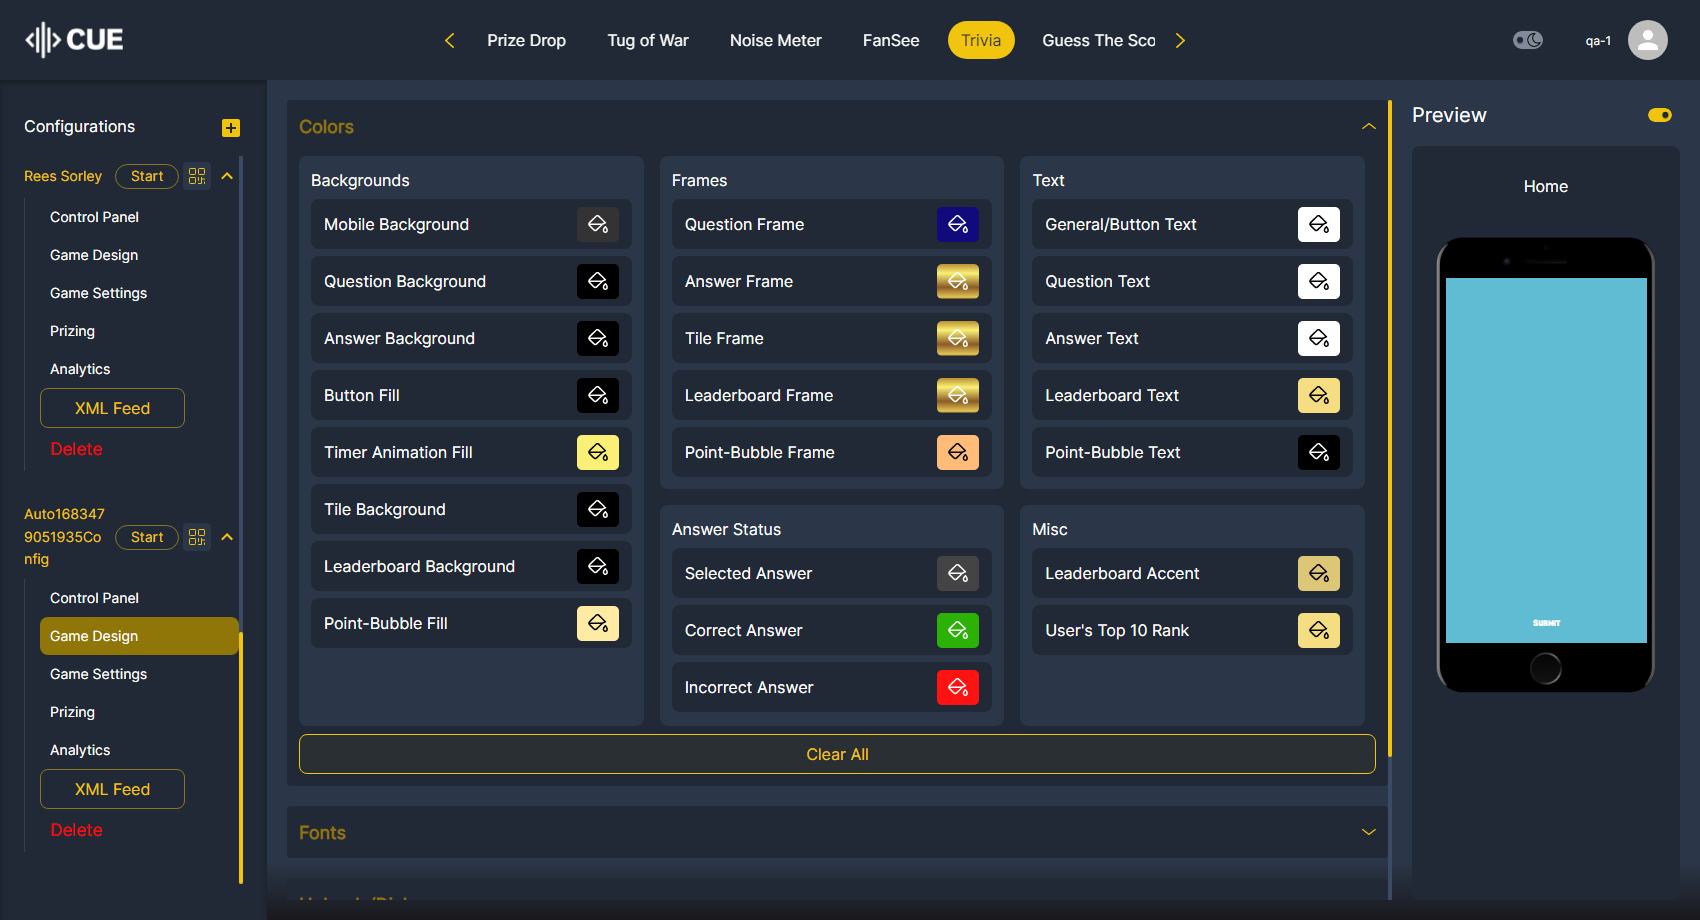 CUE
Prize Drop
Tug of War
Noise Meter
FanSee
Trivia
Guess The Sco
qa-1
Configurations
Rees Sorley
Start
Control Panel
Game Design
Game Settings
Prizing
Analytics
XML Feed
Delete
Auto168347
9051935Co
nfig
Start
Control Panel
Game Design
Game Settings
Prizing
Analytics
XML Feed
Delete
Colors
Backgrounds
Mobile Background
Question Background
Answer Background
Button Fill
Timer Animation Fill
Tile Background
Leaderboard Background
Point-Bubble Fill
Frames
Question Frame
Answer Frame
Tile Frame
Leaderboard Frame
Point-Bubble Frame
Text
General/Button Text
Question Text
Answer Text
Leaderboard Text
Point-Bubble Text
Answer Status
Selected Answer
Correct Answer
Incorrect Answer
Misc
Leaderboard Accent
User's Top 10 Rank
Clear All
Fonts
Preview
Home
SUBMIT